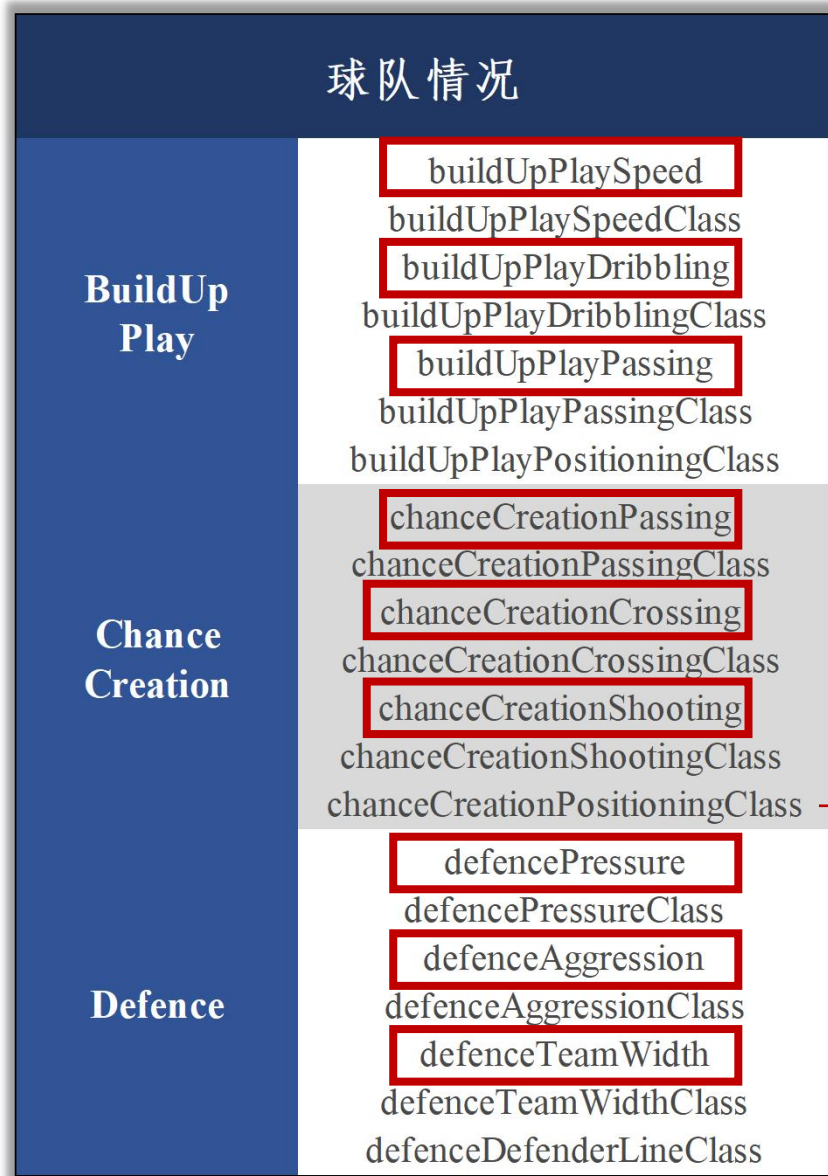 球队情况
BuildUp
Play
buildUpPlaySpeed
buildUpPlaySpeedClass
buildUpPlayDribbling
buildUpPlayDribblingClass
buildUpPlayPassing
buildUpPlayPassingClass
buildUpPlayPositioningClass
Chance
Creation
chanceCreationPassing
chanceCreationPassingClass
chanceCreationCrossing
chanceCreationCrossingClass
chanceCreationShooting
chanceCreationShootingClass
chanceCreationPositioningClass
Defence
defencePressure
defencePressureClass
defenceAggression
defenceAggressionClass
defenceTeamWidth
defenceTeamWidthClass
defenceDefenderLineClass